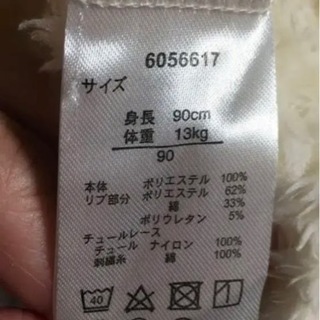 6056617
サイズ
身長 90cm
体重 13kg
90
本体 ポリエステル 100%
リブ部分 ポリエステル 62%
綿 33%
ポリウレタン 5%
チュールレース
チュール ナイロン 100%
刺繍糸 綿 100%
40